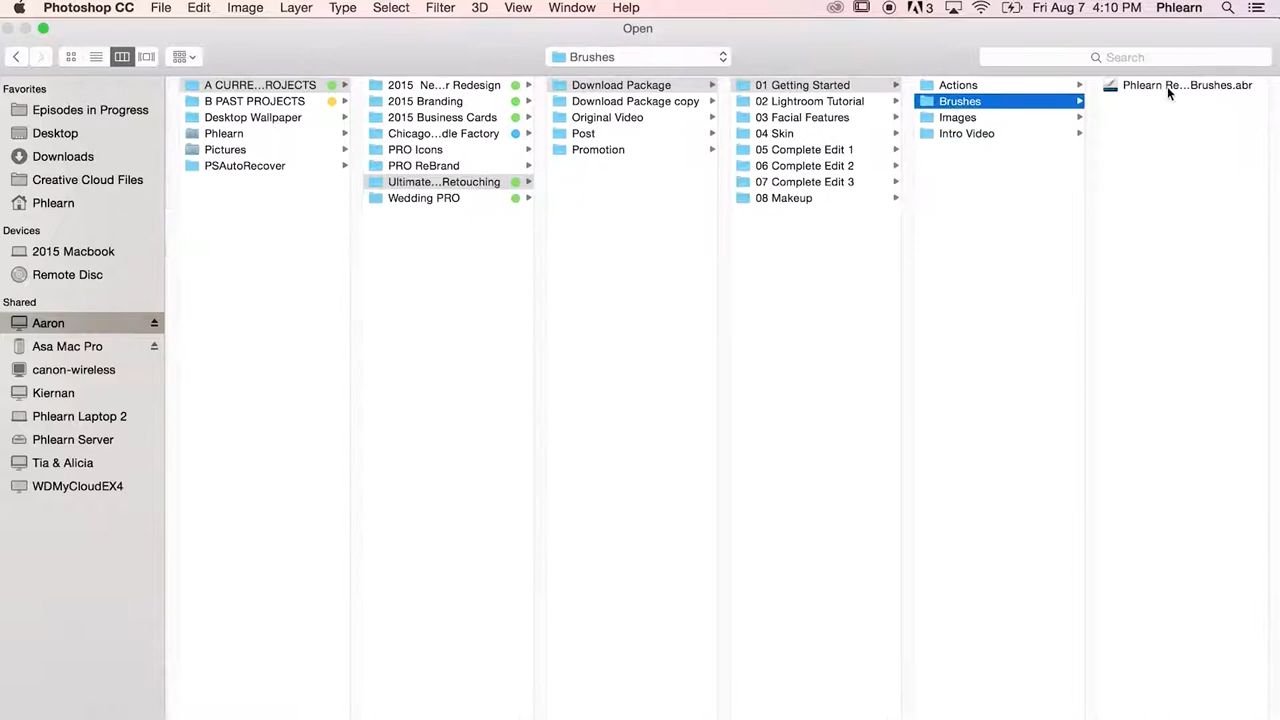 Photoshop CC File Edit Image Layer Type Select Filter 3D View Window Help 3 Fri Aug 7 4:10 PM Phlearn
Open
Brushes
Search
Favorites
Episodes in Progress
Desktop
Downloads
Creative Cloud Files
Phlearn
Devices
2015 Macbook
Remote Disc
Shared
Aaron
Asa Mac Pro
canon-wireless
Kiernan
Phlearn Laptop 2
Phlearn Server
Tia & Alicia
WDMyCloudEX4
A CURRE...ROJECTS
B PAST PROJECTS
Desktop Wallpaper
Phlearn
Pictures
PSAutoRecover
2015 Ne...r Redesign
2015 Branding
2015 Business Cards
Chicago...dle Factory
PRO Icons
PRO ReBrand
Ultimate...Retouching
Wedding PRO
Download Package
Download Package copy
Original Video
Post
Promotion
01 Getting Started
02 Lightroom Tutorial
03 Facial Features
04 Skin
05 Complete Edit 1
06 Complete Edit 2
07 Complete Edit 3
08 Makeup
Actions
Brushes
Images
Intro Video
Phlearn Re...Brushes.abr